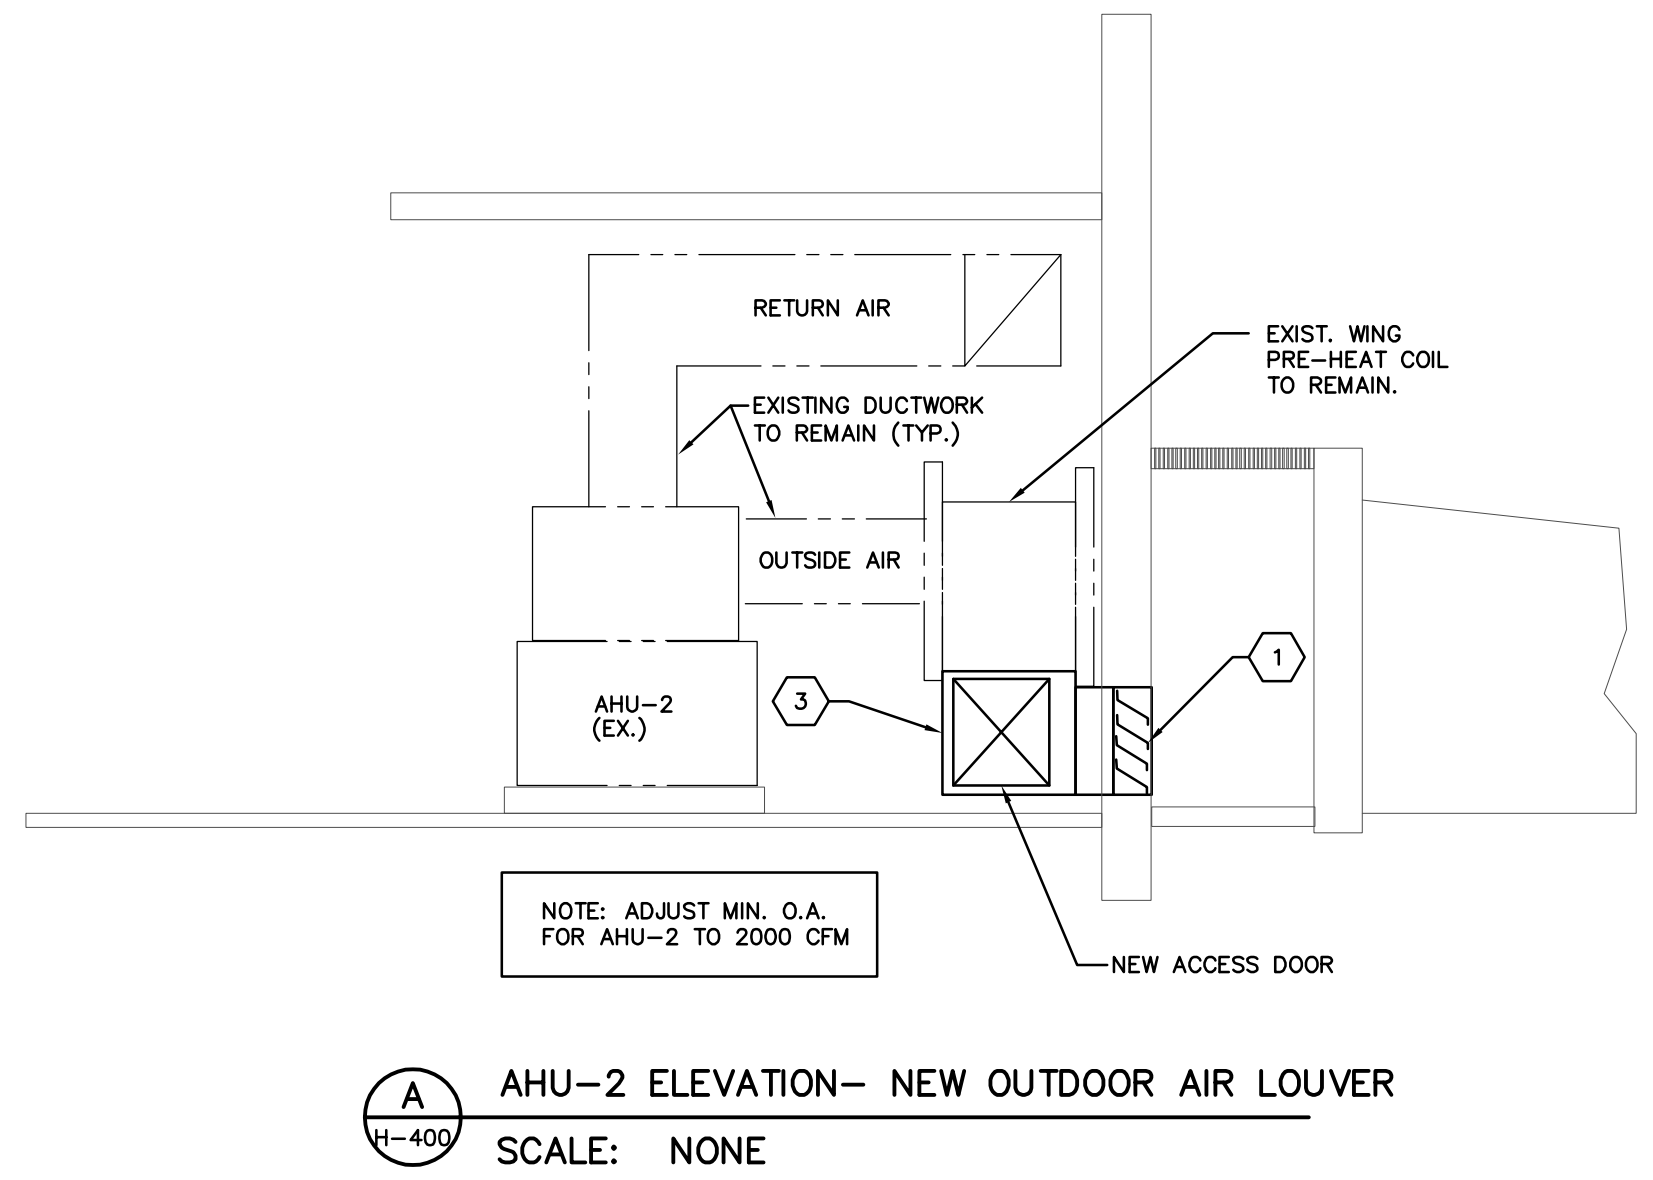 RETURN AIR
EXIST. WING
PRE-HEAT COIL
TO REMAIN.
EXISTING DUCTWORK
TO REMAIN (TYP.)
OUTSIDE AIR
1
3
AHU-2
(EX.)
NOTE: ADJUST MIN. O.A.
FOR AHU-2 TO 2000 CFM
NEW ACCESS DOOR
A
H-400
AHU-2 ELEVATION- NEW OUTDOOR AIR LOUVER
SCALE: NONE